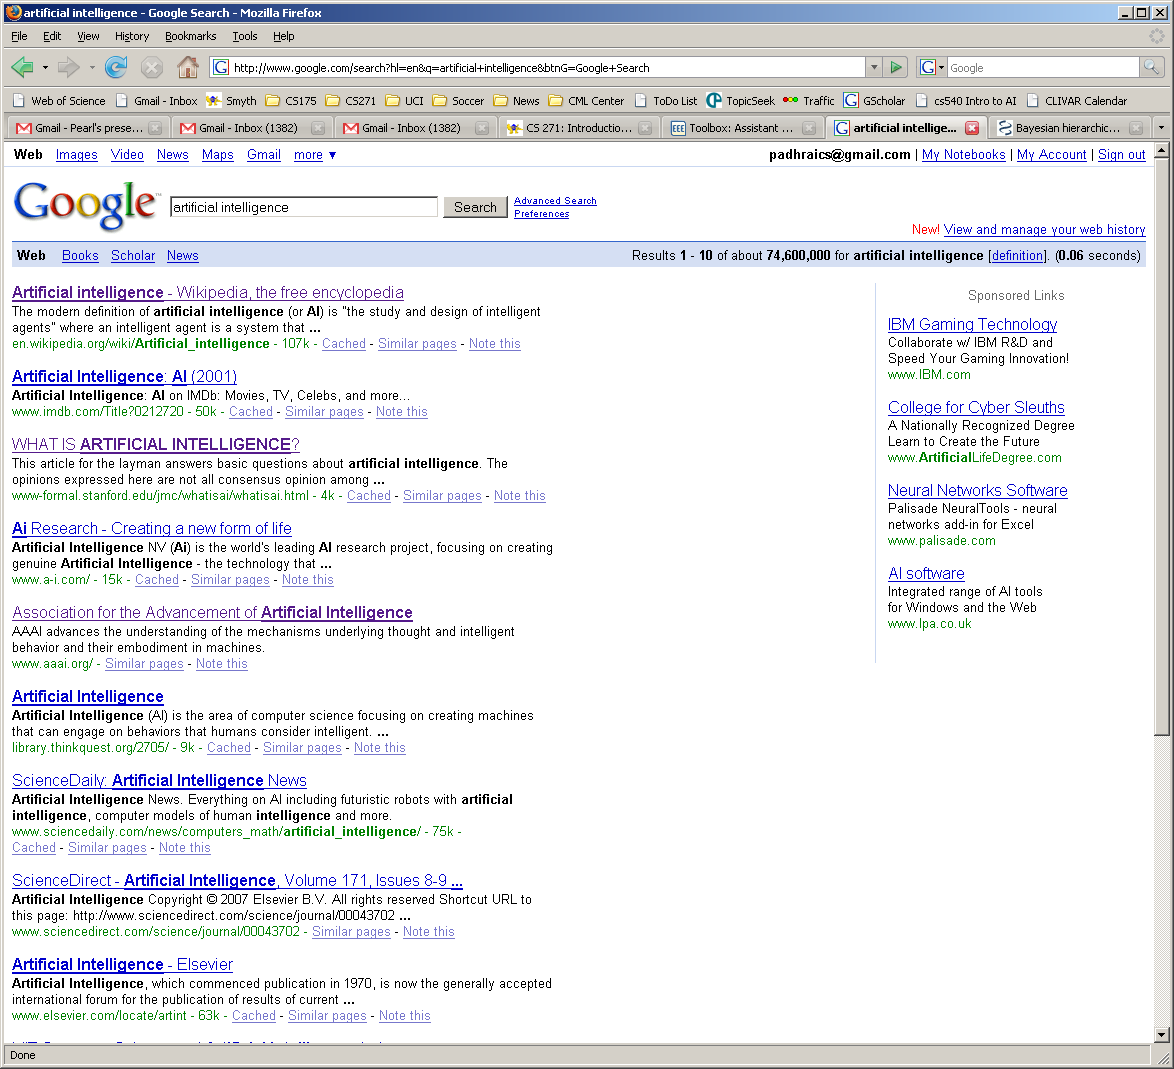 artificial intelligence - Google Search - Mozilla Firefox
File Edit View History Bookmarks Tools Help
http://www.google.com/search?hl=en&q=artificial+intelligence&btnG=Google+Search
Google
Web of Science Gmail - Inbox Smyth CS175 CS271 UCI Soccer News CML Center ToDo List TopicSeek Traffic GScholar cs540 Intro to AI CLIVAR Calendar
Gmail - Pearl's prese... Gmail - Inbox (1382) Gmail - Inbox (1382) CS 271: Introductio... Toolbox: Assistant ... artificial intellige... Bayesian hierarchic...
Web Images Video News Maps Gmail more ▼ padhraics@gmail.com | My Notebooks | My Account | Sign out
Google™ artificial intelligence Search Advanced Search
Preferences
New! View and manage your web history
Web Books Scholar News Results 1 - 10 of about 74,600,000 for artificial intelligence [definition]. (0.06 seconds)
Artificial intelligence - Wikipedia, the free encyclopedia
The modern definition of artificial intelligence (or AI) is "the study and design of intelligent
agents" where an intelligent agent is a system that ...
en.wikipedia.org/wiki/Artificial_intelligence - 107k - Cached - Similar pages - Note this
Artificial Intelligence: AI (2001)
Artificial Intelligence: AI on IMDb: Movies, TV, Celebs, and more...
www.imdb.com/Title?0212720 - 50k - Cached - Similar pages - Note this
WHAT IS ARTIFICIAL INTELLIGENCE?
This article for the layman answers basic questions about artificial intelligence. The
opinions expressed here are not all consensus opinion among ...
www-formal.stanford.edu/jmc/whatisai/whatisai.html - 4k - Cached - Similar pages - Note this
Ai Research - Creating a new form of life
Artificial Intelligence NV (Ai) is the world's leading AI research project, focusing on creating
genuine Artificial Intelligence - the technology that ...
www.a-i.com/ - 15k - Cached - Similar pages - Note this
Association for the Advancement of Artificial Intelligence
AAAI advances the understanding of the mechanisms underlying thought and intelligent
behavior and their embodiment in machines.
www.aaai.org/ - Similar pages - Note this
Artificial Intelligence
Artificial Intelligence (AI) is the area of computer science focusing on creating machines
that can engage on behaviors that humans consider intelligent. ...
library.thinkquest.org/2705/ - 9k - Cached - Similar pages - Note this
ScienceDaily: Artificial Intelligence News
Artificial Intelligence News. Everything on AI including futuristic robots with artificial
intelligence, computer models of human intelligence and more.
www.sciencedaily.com/news/computers_math/artificial_intelligence/ - 75k -
Cached - Similar pages - Note this
ScienceDirect - Artificial Intelligence, Volume 171, Issues 8-9 ...
Artificial Intelligence Copyright © 2007 Elsevier B.V. All rights reserved Shortcut URL to
this page: http://www.sciencedirect.com/science/journal/00043702 ...
www.sciencedirect.com/science/journal/00043702 - Similar pages - Note this
Artificial Intelligence - Elsevier
Artificial Intelligence, which commenced publication in 1970, is now the generally accepted
international forum for the publication of results of current ...
www.elsevier.com/locate/artint - 63k - Cached - Similar pages - Note this
Sponsored Links
IBM Gaming Technology
Collaborate w/ IBM R&D and
Speed Your Gaming Innovation!
www.IBM.com
College for Cyber Sleuths
A Nationally Recognized Degree
Learn to Create the Future
www.ArtificialLifeDegree.com
Neural Networks Software
Palisade NeuralTools - neural
networks add-in for Excel
www.palisade.com
AI software
Integrated range of AI tools
for Windows and the Web
www.lpa.co.uk
Done